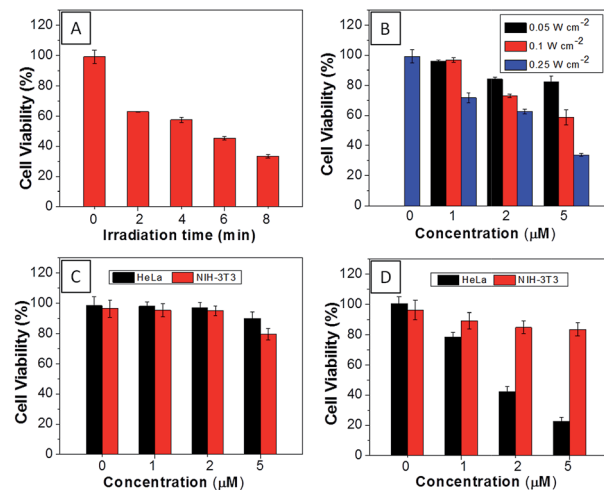 A
Cell Viability (%)
120
100
80
60
40
20
0
0 2 4 6 8
Irradiation time (min)
B
0.05 W cm⁻²
0.1 W cm⁻²
0.25 W cm⁻²
Cell Viability (%)
120
100
80
60
40
20
0
0 1 2 5
Concentration (μM)
C
HeLa NIH-3T3
Cell Viability (%)
120
100
80
60
40
20
0
0 1 2 5
Concentration (μM)
D
HeLa NIH-3T3
Cell Viability (%)
120
100
80
60
40
20
0
0 1 2 5
Concentration (μM)